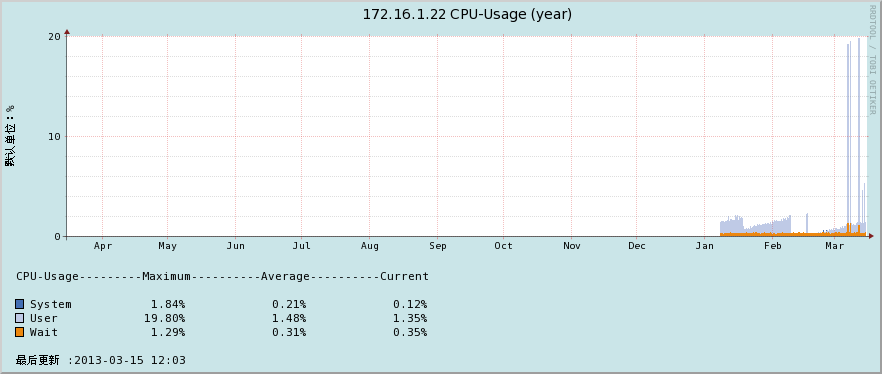 172.16.1.22 CPU-Usage (year)
RRDTOOL / TOBI OETIKER
默认单位：%
20
10
0
Apr May Jun Jul Aug Sep Oct Nov Dec Jan Feb Mar
CPU-Usage---------Maximum----------Average----------Current
System 1.84% 0.21% 0.12%
User 19.80% 1.48% 1.35%
Wait 1.29% 0.31% 0.35%
最后更新 :2013-03-15 12:03